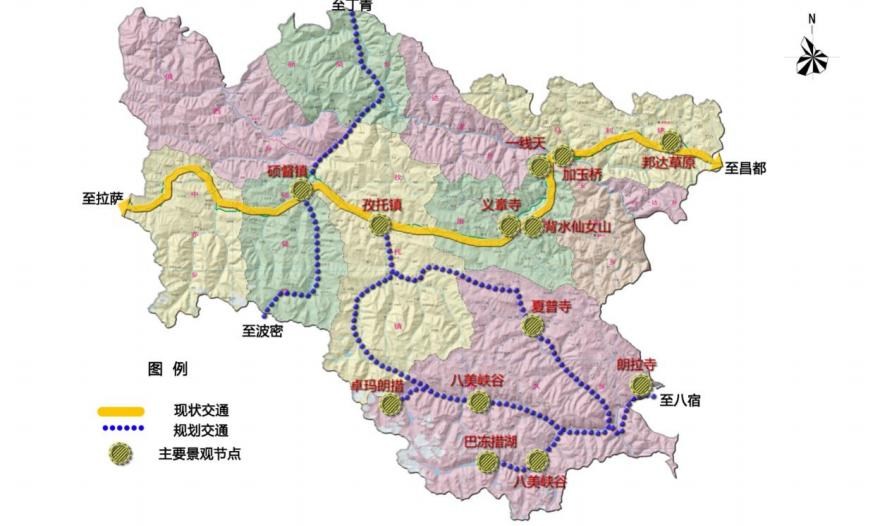 至丁青
N
一线天
加玉桥
邦达草原
至昌都
硕督镇
至拉萨
孜托镇
义章寺
背水仙女山
至波密
夏普寺
朗拉寺
至八宿
卓玛朗措
八美峡谷
巴冻措湖
八美峡谷
图 例
现状交通
规划交通
主要景观节点